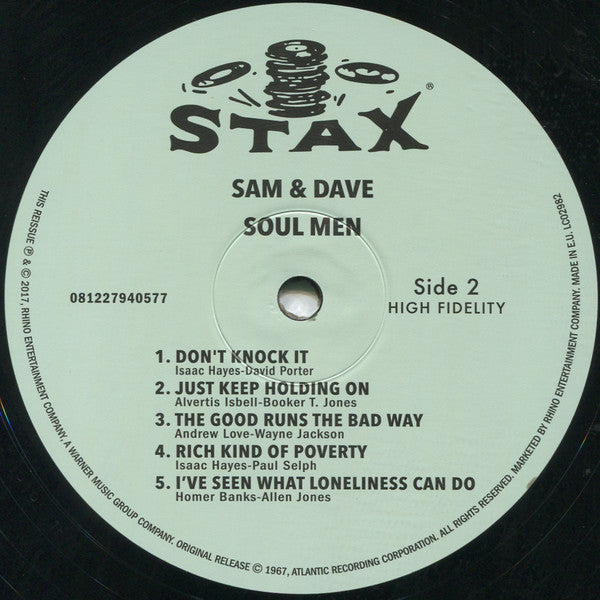 STAX®
SAM & DAVE
SOUL MEN
081227940577
Side 2
HIGH FIDELITY
1. DON'T KNOCK IT
Isaac Hayes-David Porter
2. JUST KEEP HOLDING ON
Alvertis Isbell-Booker T. Jones
3. THE GOOD RUNS THE BAD WAY
Andrew Love-Wayne Jackson
4. RICH KIND OF POVERTY
Isaac Hayes-Paul Selph
5. I'VE SEEN WHAT LONELINESS CAN DO
Homer Banks-Allen Jones
THIS REISSUE ℗ & © 2017, RHINO ENTERTAINMENT COMPANY, A WARNER MUSIC GROUP COMPANY. ORIGINAL RELEASE © 1967, ATLANTIC RECORDING CORPORATION. ALL RIGHTS RESERVED. MARKETED BY RHINO ENTERTAINMENT COMPANY. MADE IN E.U. LC02982